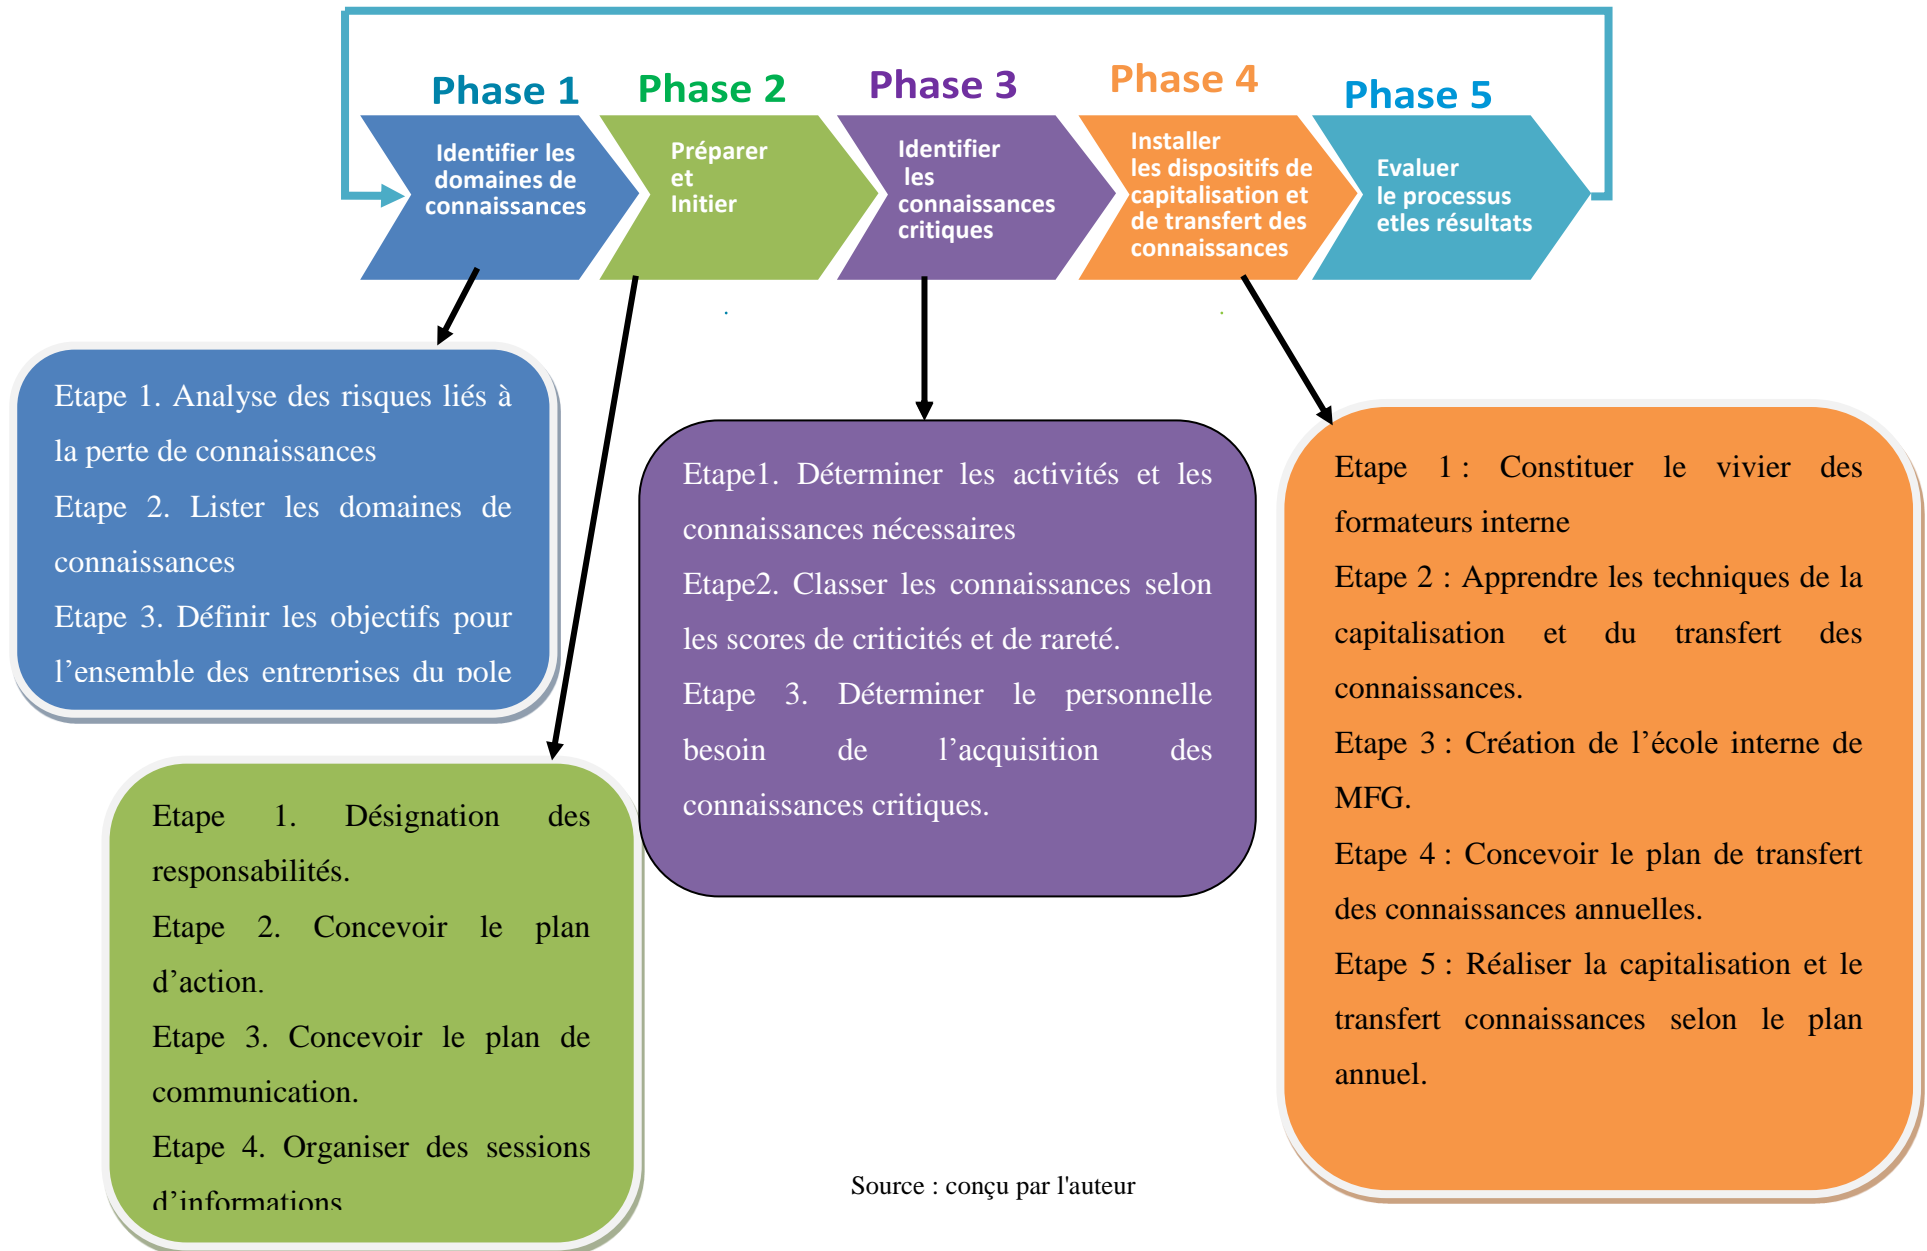 Phase 1
Phase 2
Phase 3
Phase 4
Phase 5
Identifier les
domaines de
connaissances
Préparer
et
Initier
Identifier
les
connaissances
critiques
Installer
les dispositifs de
capitalisation et
de transfert des
connaissances
Evaluer
le processus
etles résultats
Etape 1. Analyse des risques liés à
la perte de connaissances
Etape 2. Lister les domaines de
connaissances
Etape 3. Définir les objectifs pour
l’ensemble des entreprises du pole
Etape 1. Désignation des
responsabilités.
Etape 2. Concevoir le plan
d’action.
Etape 3. Concevoir le plan de
communication.
Etape 4. Organiser des sessions
d’informations
Etape1. Déterminer les activités et les
connaissances nécessaires
Etape2. Classer les connaissances selon
les scores de criticités et de rareté.
Etape 3. Déterminer le personnelle
besoin de l’acquisition des
connaissances critiques.
Etape 1 : Constituer le vivier des
formateurs interne
Etape 2 : Apprendre les techniques de la
capitalisation et du transfert des
connaissances.
Etape 3 : Création de l’école interne de
MFG.
Etape 4 : Concevoir le plan de transfert
des connaissances annuelles.
Etape 5 : Réaliser la capitalisation et le
transfert connaissances selon le plan
annuel.
Source : conçu par l'auteur